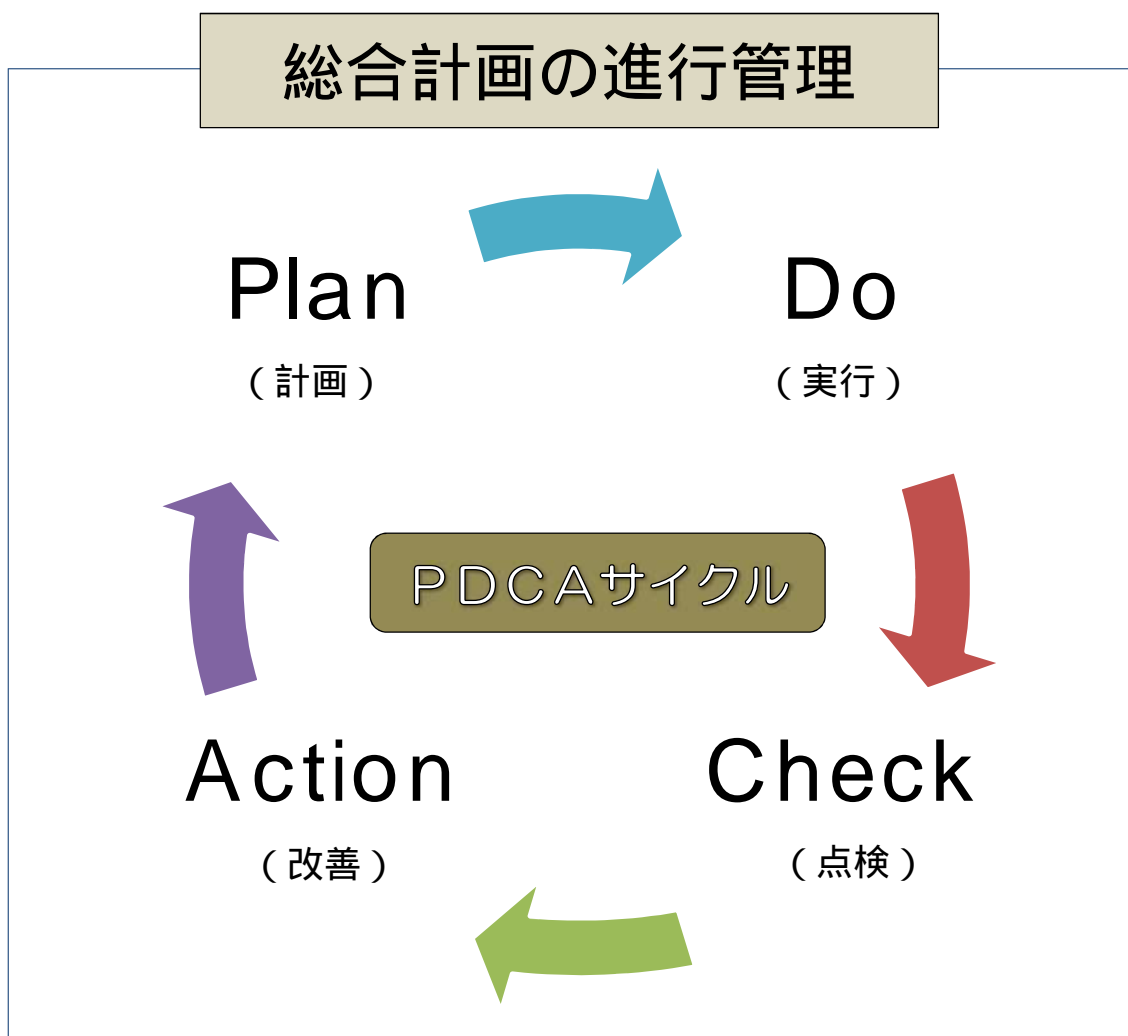 総合計画の進行管理
Plan
（計画）
Do
（実行）
PDCAサイクル
Action
（改善）
Check
（点検）